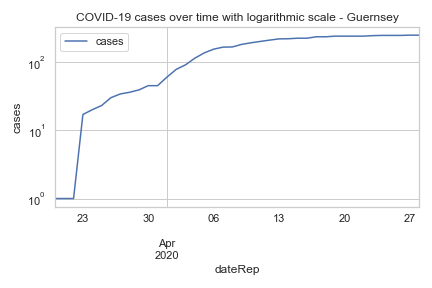 COVID-19 cases over time with logarithmic scale - Guernsey
cases
cases
10²
10¹
10⁰
23 30 06 13 20 27
Apr
2020
dateRep